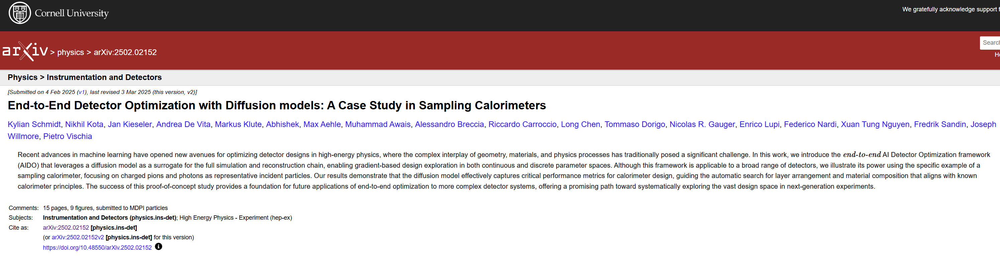 Cornell University
We gratefully acknowledge support f
arXiv > physics > arXiv:2502.02152
Search
He
Physics > Instrumentation and Detectors
[Submitted on 4 Feb 2025 (v1), last revised 3 Mar 2025 (this version, v2)]
End-to-End Detector Optimization with Diffusion models: A Case Study in Sampling Calorimeters
Kylian Schmidt, Nikhil Kota, Jan Kieseler, Andrea De Vita, Markus Klute, Abhishek, Max Aehle, Muhammad Awais, Alessandro Breccia, Riccardo Carroccio, Long Chen, Tommaso Dorigo, Nicolas R. Gauger, Enrico Lupi, Federico Nardi, Xuan Tung Nguyen, Fredrik Sandin, Joseph
Willmore, Pietro Vischia
Recent advances in machine learning have opened new avenues for optimizing detector designs in high-energy physics, where the complex interplay of geometry, materials, and physics processes has traditionally posed a significant challenge. In this work, we introduce the end-to-end AI Detector Optimization framework
(AIDO) that leverages a diffusion model as a surrogate for the full simulation and reconstruction chain, enabling gradient-based design exploration in both continuous and discrete parameter spaces. Although this framework is applicable to a broad range of detectors, we illustrate its power using the specific example of a
sampling calorimeter, focusing on charged pions and photons as representative incident particles. Our results demonstrate that the diffusion model effectively captures critical performance metrics for calorimeter design, guiding the automatic search for layer arrangement and material composition that aligns with known
calorimeter principles. The success of this proof-of-concept study provides a foundation for future applications of end-to-end optimization to more complex detector systems, offering a promising path toward systematically exploring the vast design space in next-generation experiments.
Comments: 15 pages, 9 figures, submitted to MDPI particles
Subjects: Instrumentation and Detectors (physics.ins-det); High Energy Physics - Experiment (hep-ex)
Cite as: arXiv:2502.02152 [physics.ins-det]
(or arXiv:2502.02152v2 [physics.ins-det] for this version)
https://doi.org/10.48550/arXiv.2502.02152